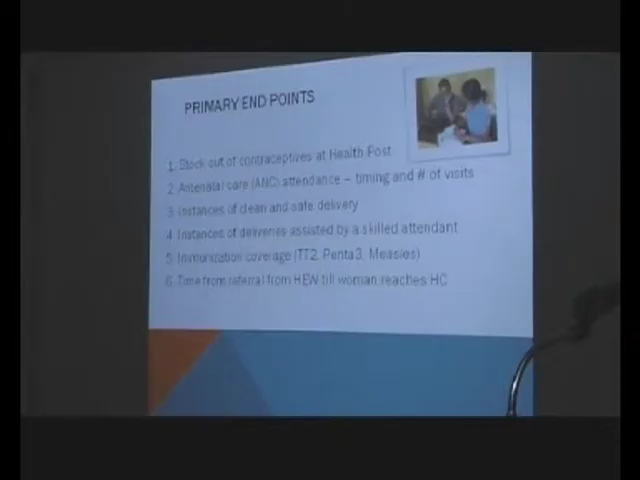 PRIMARY END POINTS
1. Stock out of contraceptives at Health Post
2. Antenatal care (ANC) attendance – timing and # of visits
3. Instances of clean and safe delivery
4. Instances of deliveries assisted by a skilled attendant
5. Immunization coverage (TT2, Penta3, Measles)
6. Time from referral from HEW till woman reaches HC